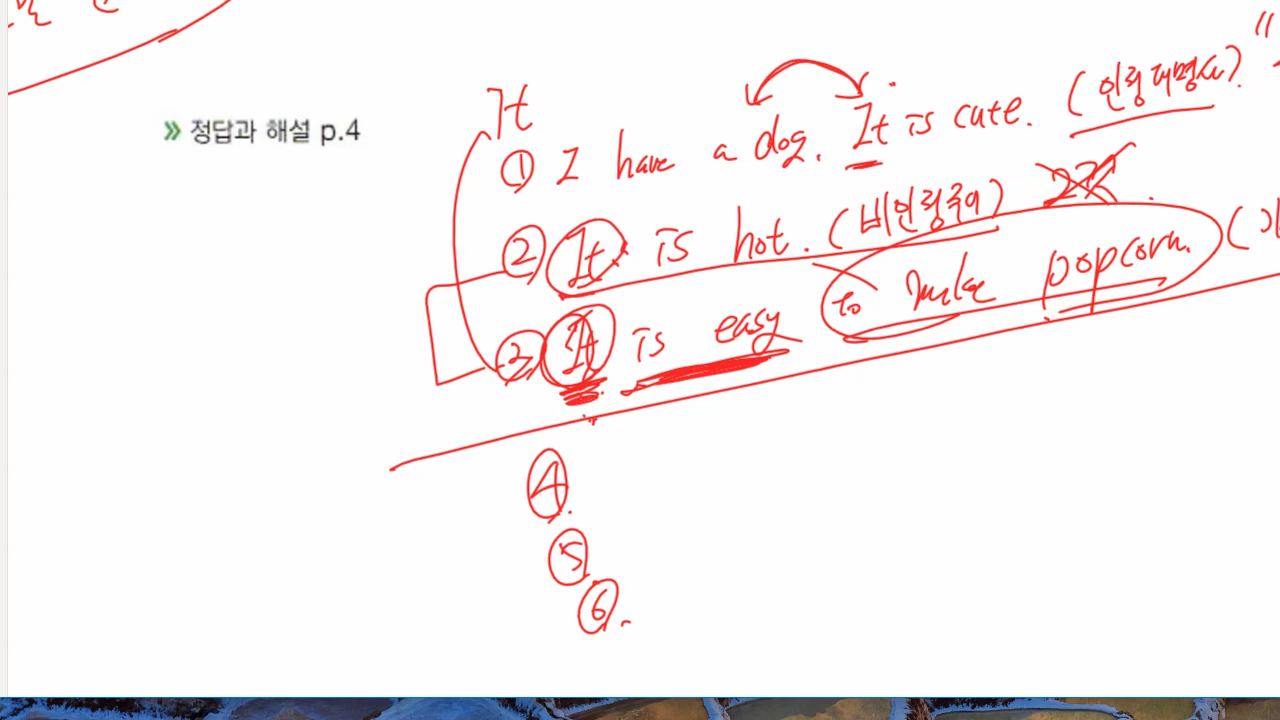 It
» 정답과 해설 p.4
① I have a dog. It is cute. (인칭대명사)
② It is hot. (비인칭주어)
③ It is easy to make popcorn. (가
④.
⑤.
⑥.